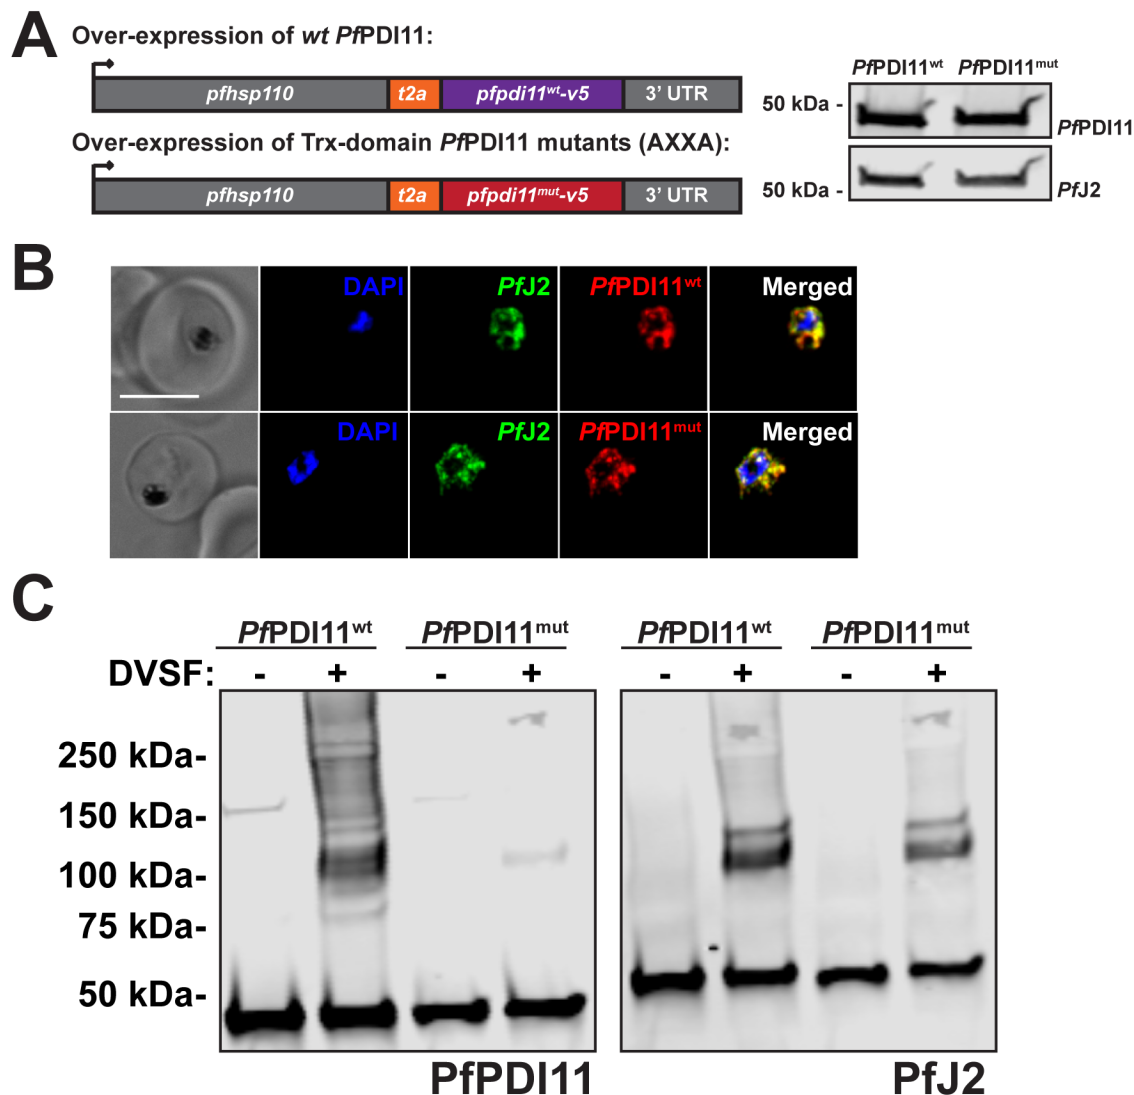 A
Over-expression of wt PfPDI11:
pfhsp110 t2a pfpdi11wt-v5 3’ UTR
Over-expression of Trx-domain PfPDI11 mutants (AXXA):
pfhsp110 t2a pfpdi11mut-v5 3’ UTR
PfPDI11wt PfPDI11mut
50 kDa -
PfPDI11
50 kDa -
PfJ2
B
DAPI PfJ2 PfPDI11wt Merged
DAPI PfJ2 PfPDI11mut Merged
C
PfPDI11wt PfPDI11mut PfPDI11wt PfPDI11mut
DVSF: - + - + - + - +
250 kDa-
150 kDa-
100 kDa-
75 kDa-
50 kDa-
PfPDI11 PfJ2